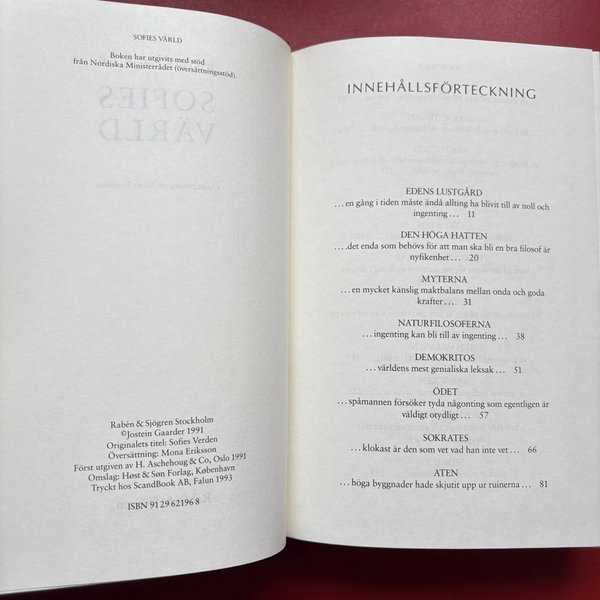 SOFIES VÄRLD
Boken har utgivits med stöd
från Nordiska Ministerrådet (översättningsstöd).
SOFIES
VÄRLD
Rabén & Sjögren Stockholm
©Jostein Gaarder 1991
Originalets titel: Sofies Verden
Översättning: Mona Eriksson
Först utgiven av H. Aschehoug & Co, Oslo 1991
Omslag: Høst & Søn Forlag, København
Tryckt hos ScandBook AB, Falun 1993
ISBN 91 29 62196 8
INNEHÅLLSFÖRTECKNING
EDENS LUSTGÅRD
…en gång i tiden måste ändå allting ha blivit till av noll och
ingenting… 11
DEN HÖGA HATTEN
….det enda som behövs för att man ska bli en bra filosof är
nyfikenhet… 20
MYTERNA
…en mycket känslig maktbalans mellan onda och goda
krafter… 31
NATURFILOSOFERNA
…ingenting kan bli till av ingenting… 38
DEMOKRITOS
…världens mest genialiska leksak… 51
ÖDET
…spåmannen försöker tyda någonting som egentligen är
väldigt otydligt… 57
SOKRATES
…klokast är den som vet vad han inte vet… 66
ATEN
…höga byggnader hade skjutit upp ur ruinerna… 81